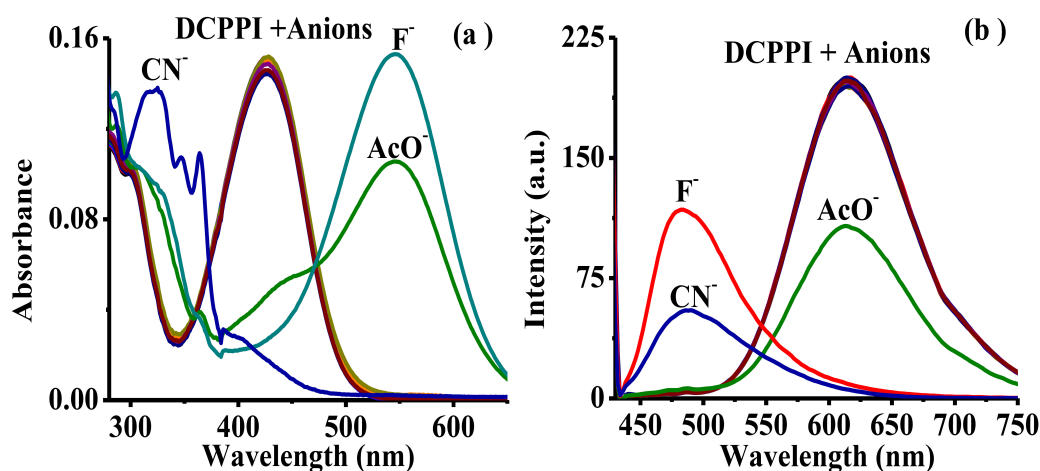 DCPPI +Anions
(a )
F-
CN-
AcO-
0.16
0.08
0.00
Absorbance
300 400 500 600
Wavelength (nm)
(b)
DCPPI + Anions
F-
AcO-
CN-
225
150
75
0
Intensity (a.u.)
450 500 550 600 650 700 750
Wavelength (nm)